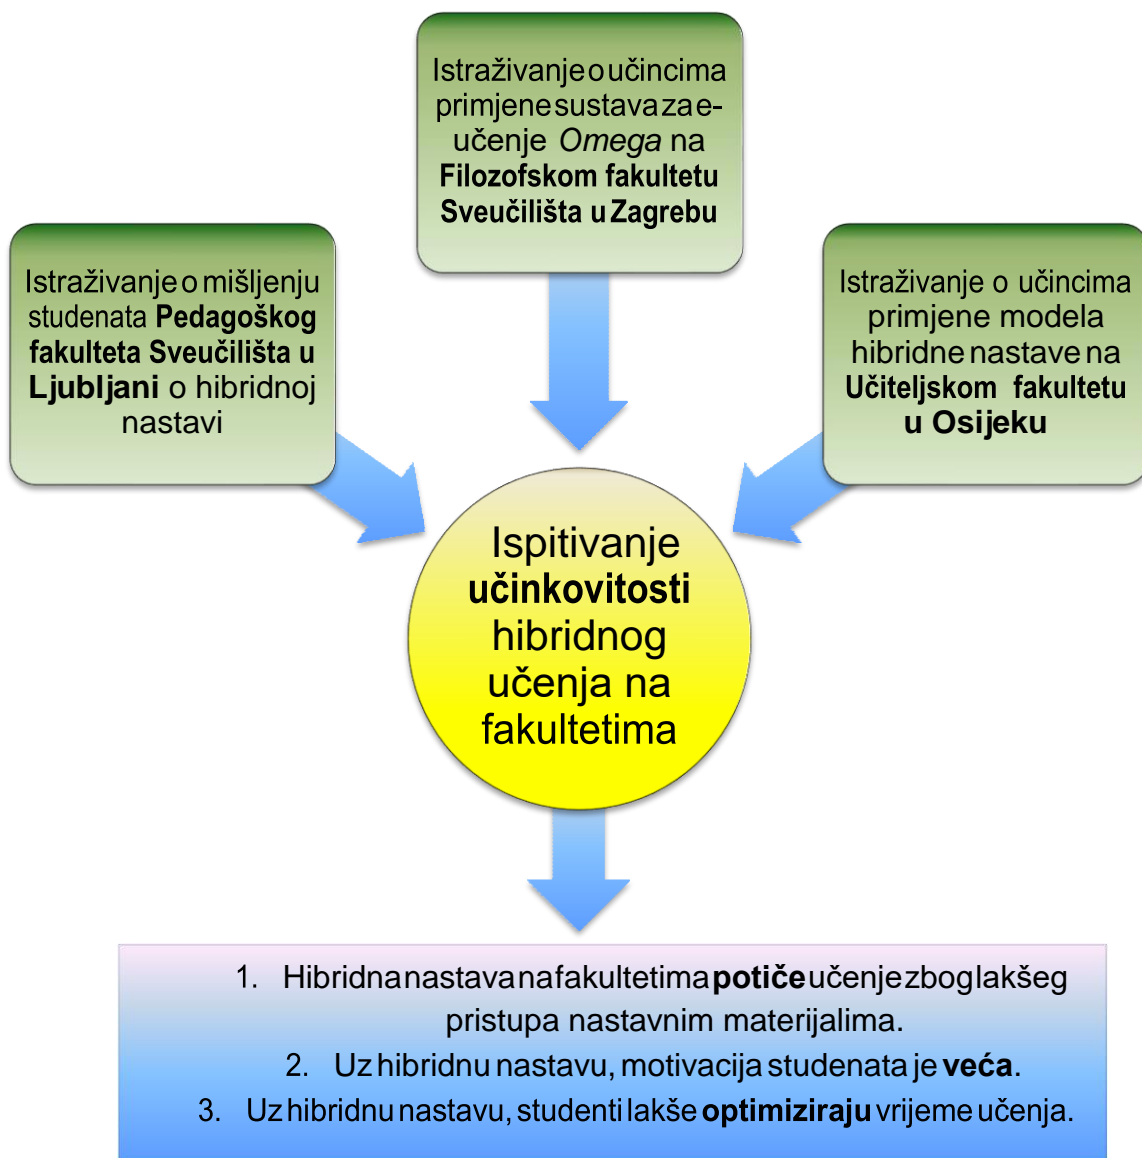 Istraživanje o učincima
primjene sustava za e-
učenje Omega na
Filozofskom fakultetu
Sveučilišta u Zagrebu
Istraživanje o mišljenju
studenata Pedagoškog
fakulteta Sveučilišta u
Ljubljani o hibridnoj
nastavi
Istraživanje o učincima
primjene modela
hibridne nastave na
Učiteljskom fakultetu
u Osijeku
Ispitivanje
učinkovitosti
hibridnog
učenja na
fakultetima
1. Hibridna nastava na fakultetima potiče učenje zbog lakšeg
pristupa nastavnim materijalima.
2. Uz hibridnu nastavu, motivacija studenata je veća.
3. Uz hibridnu nastavu, studenti lakše optimiziraju vrijeme učenja.